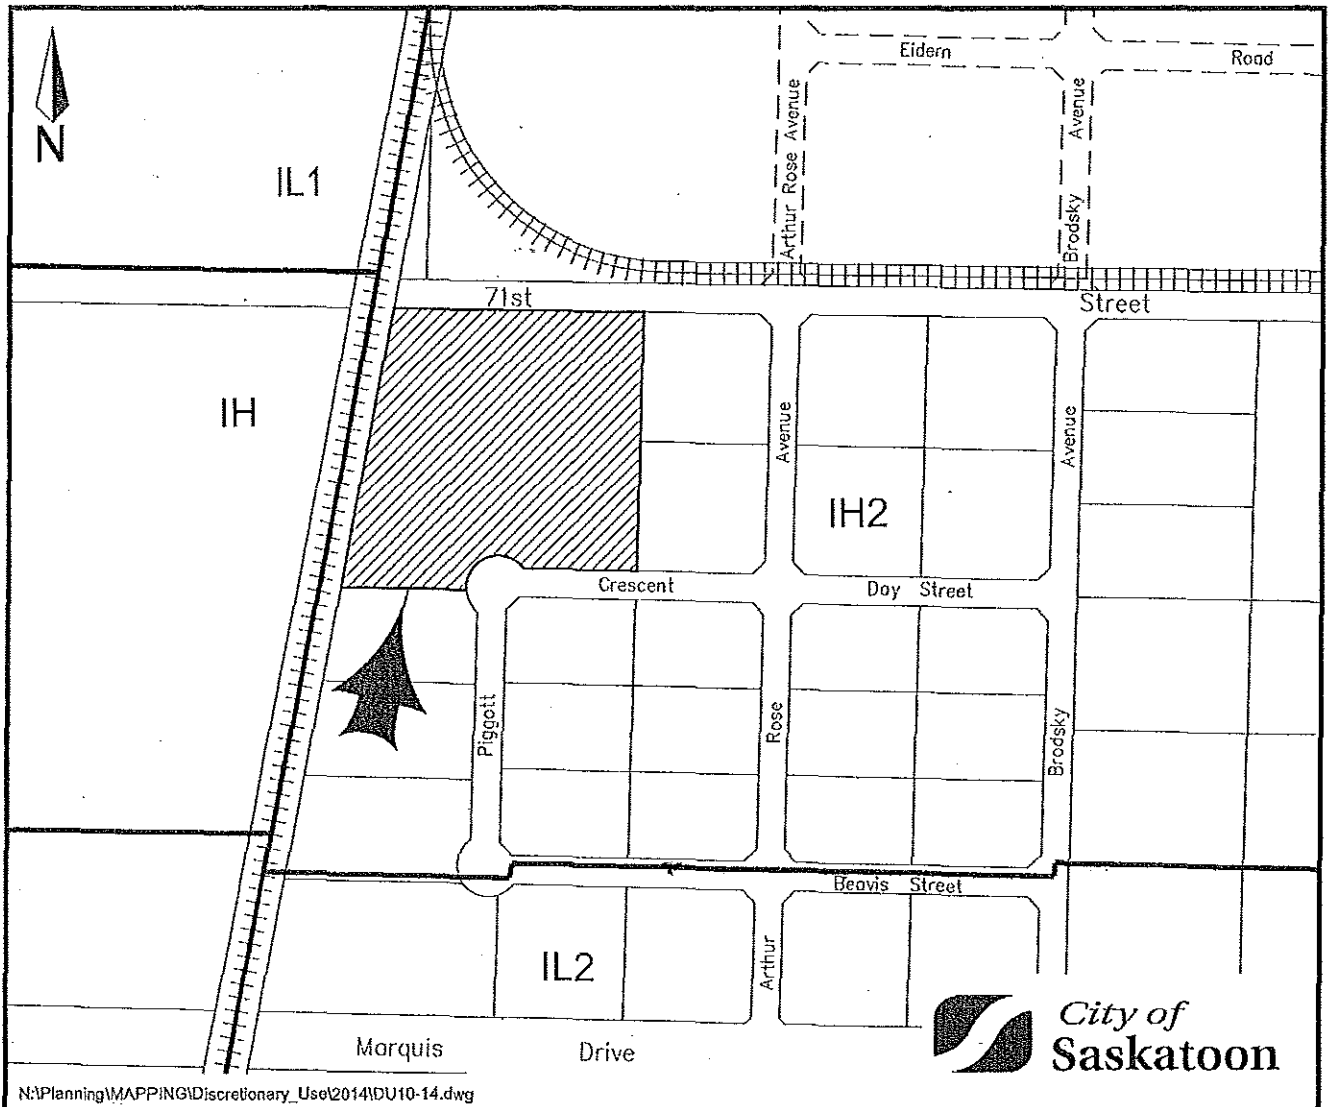 Eidern Road
N
IL1
Arthur Rose Avenue
Brodsky Avenue
71st Street
IH
Avenue
Avenue
IH2
Crescent
Day Street
Piggott
Rose
Brodsky
Beavis Street
IL2
Arthur
Marquis Drive
City of
Saskatoon
N:\Planning\MAPPING\Discretionary_Use\2014\DU10-14.dwg